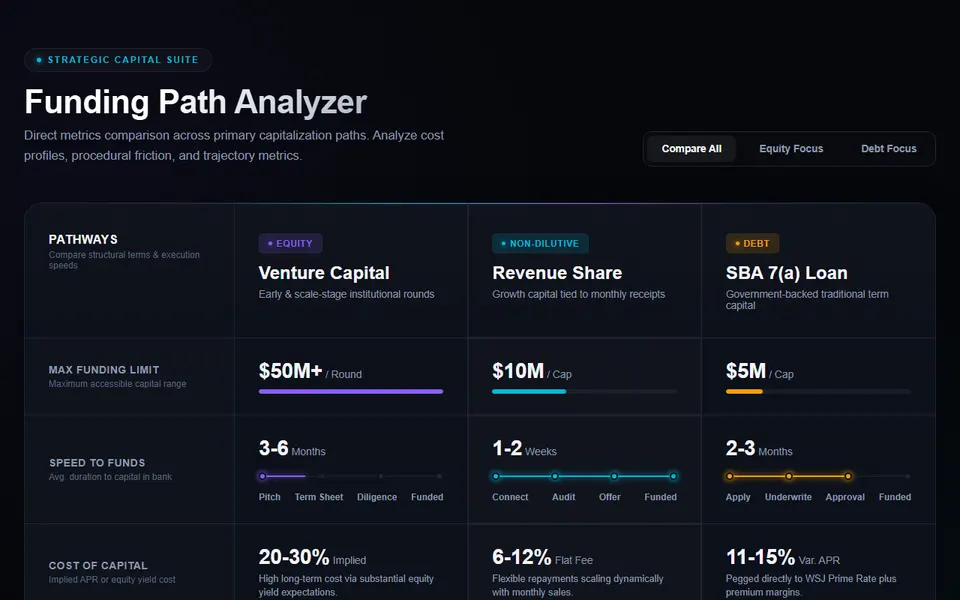 STRATEGIC CAPITAL SUITE
Funding Path Analyzer
Direct metrics comparison across primary capitalization paths. Analyze cost
profiles, procedural friction, and trajectory metrics.
Compare All
Equity Focus
Debt Focus
PATHWAYS
Compare structural terms & execution
speeds
EQUITY
Venture Capital
Early & scale-stage institutional rounds
NON-DILUTIVE
Revenue Share
Growth capital tied to monthly receipts
DEBT
SBA 7(a) Loan
Government-backed traditional term
capital
MAX FUNDING LIMIT
Maximum accessible capital range
$50M+ / Round
$10M / Cap
$5M / Cap
SPEED TO FUNDS
Avg. duration to capital in bank
3-6 Months
Pitch Term Sheet Diligence Funded
1-2 Weeks
Connect Audit Offer Funded
2-3 Months
Apply Underwrite Approval Funded
COST OF CAPITAL
Implied APR or equity yield cost
20-30% Implied
High long-term cost via substantial equity
yield expectations.
6-12% Flat Fee
Flexible repayments scaling dynamically
with monthly sales.
11-15% Var. APR
Pegged directly to WSJ Prime Rate plus
premium margins.